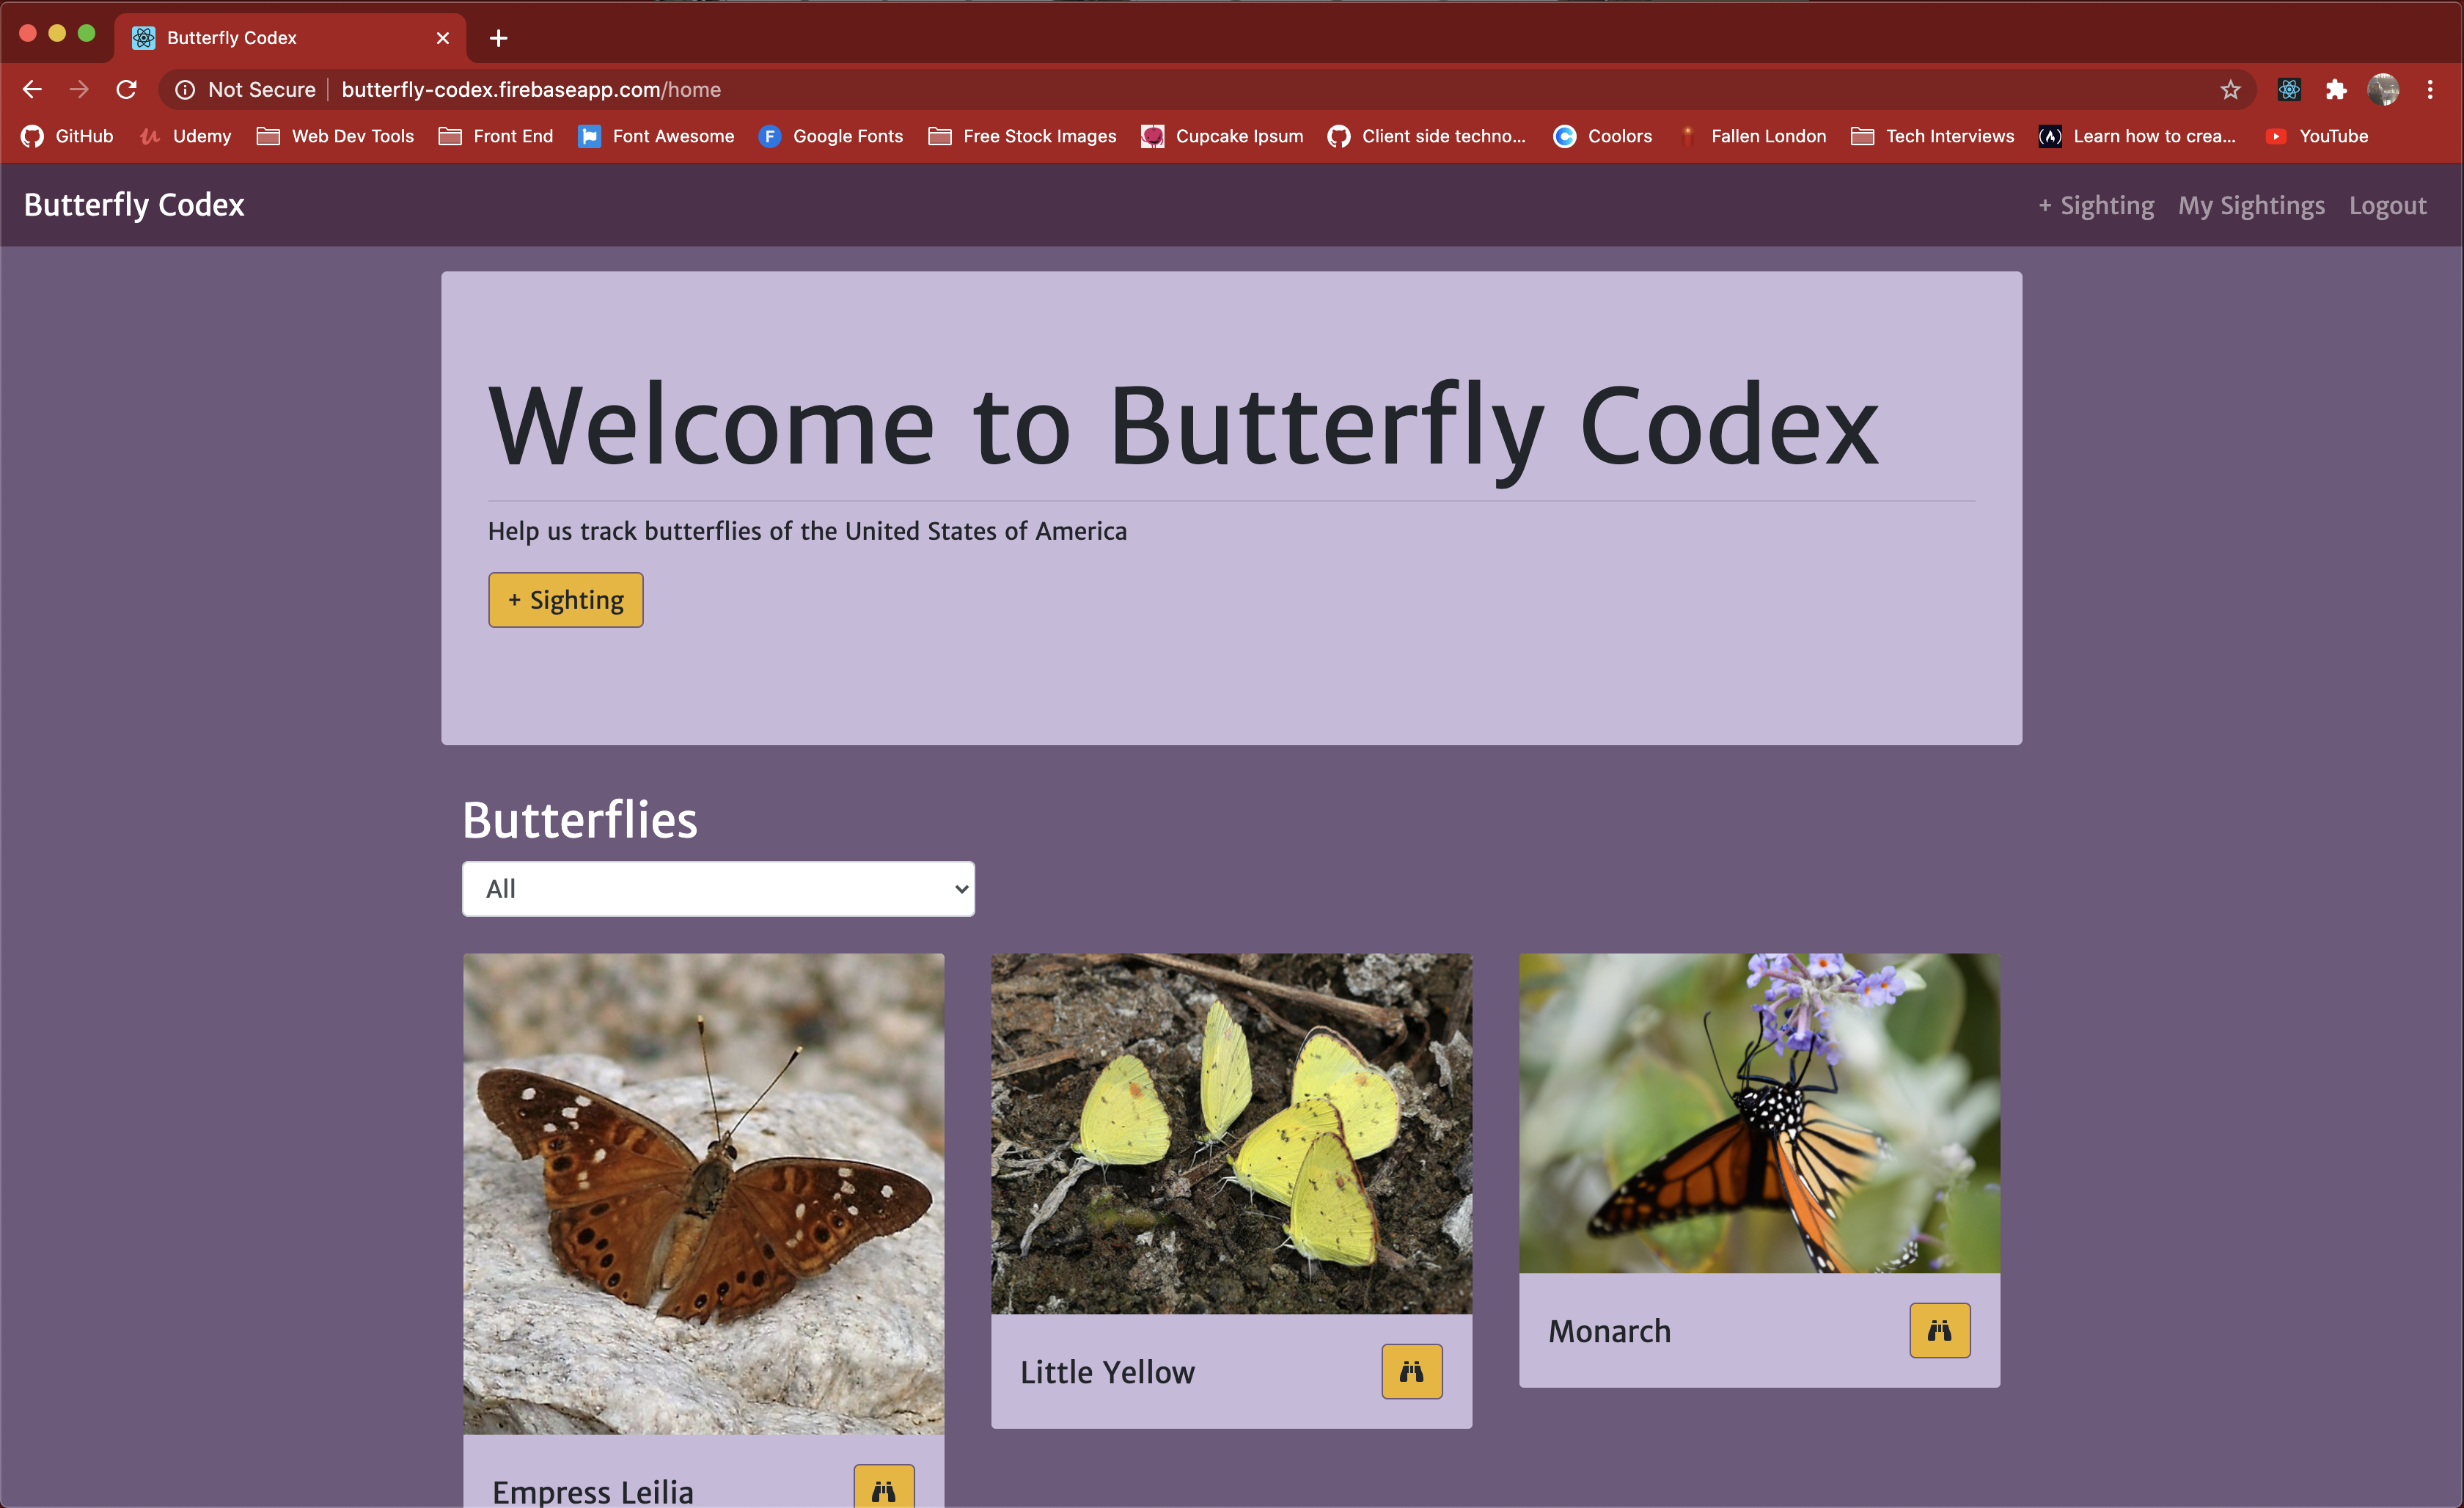 Butterfly Codex
Not Secure butterfly-codex.firebaseapp.com/home
GitHub Udemy Web Dev Tools Front End Font Awesome Google Fonts Free Stock Images Cupcake Ipsum Client side techno... Coolors Fallen London Tech Interviews Learn how to crea... YouTube
Butterfly Codex + Sighting My Sightings Logout
Welcome to Butterfly Codex
Help us track butterflies of the United States of America
+ Sighting
Butterflies
All
Monarch
Little Yellow
Empress Leilia